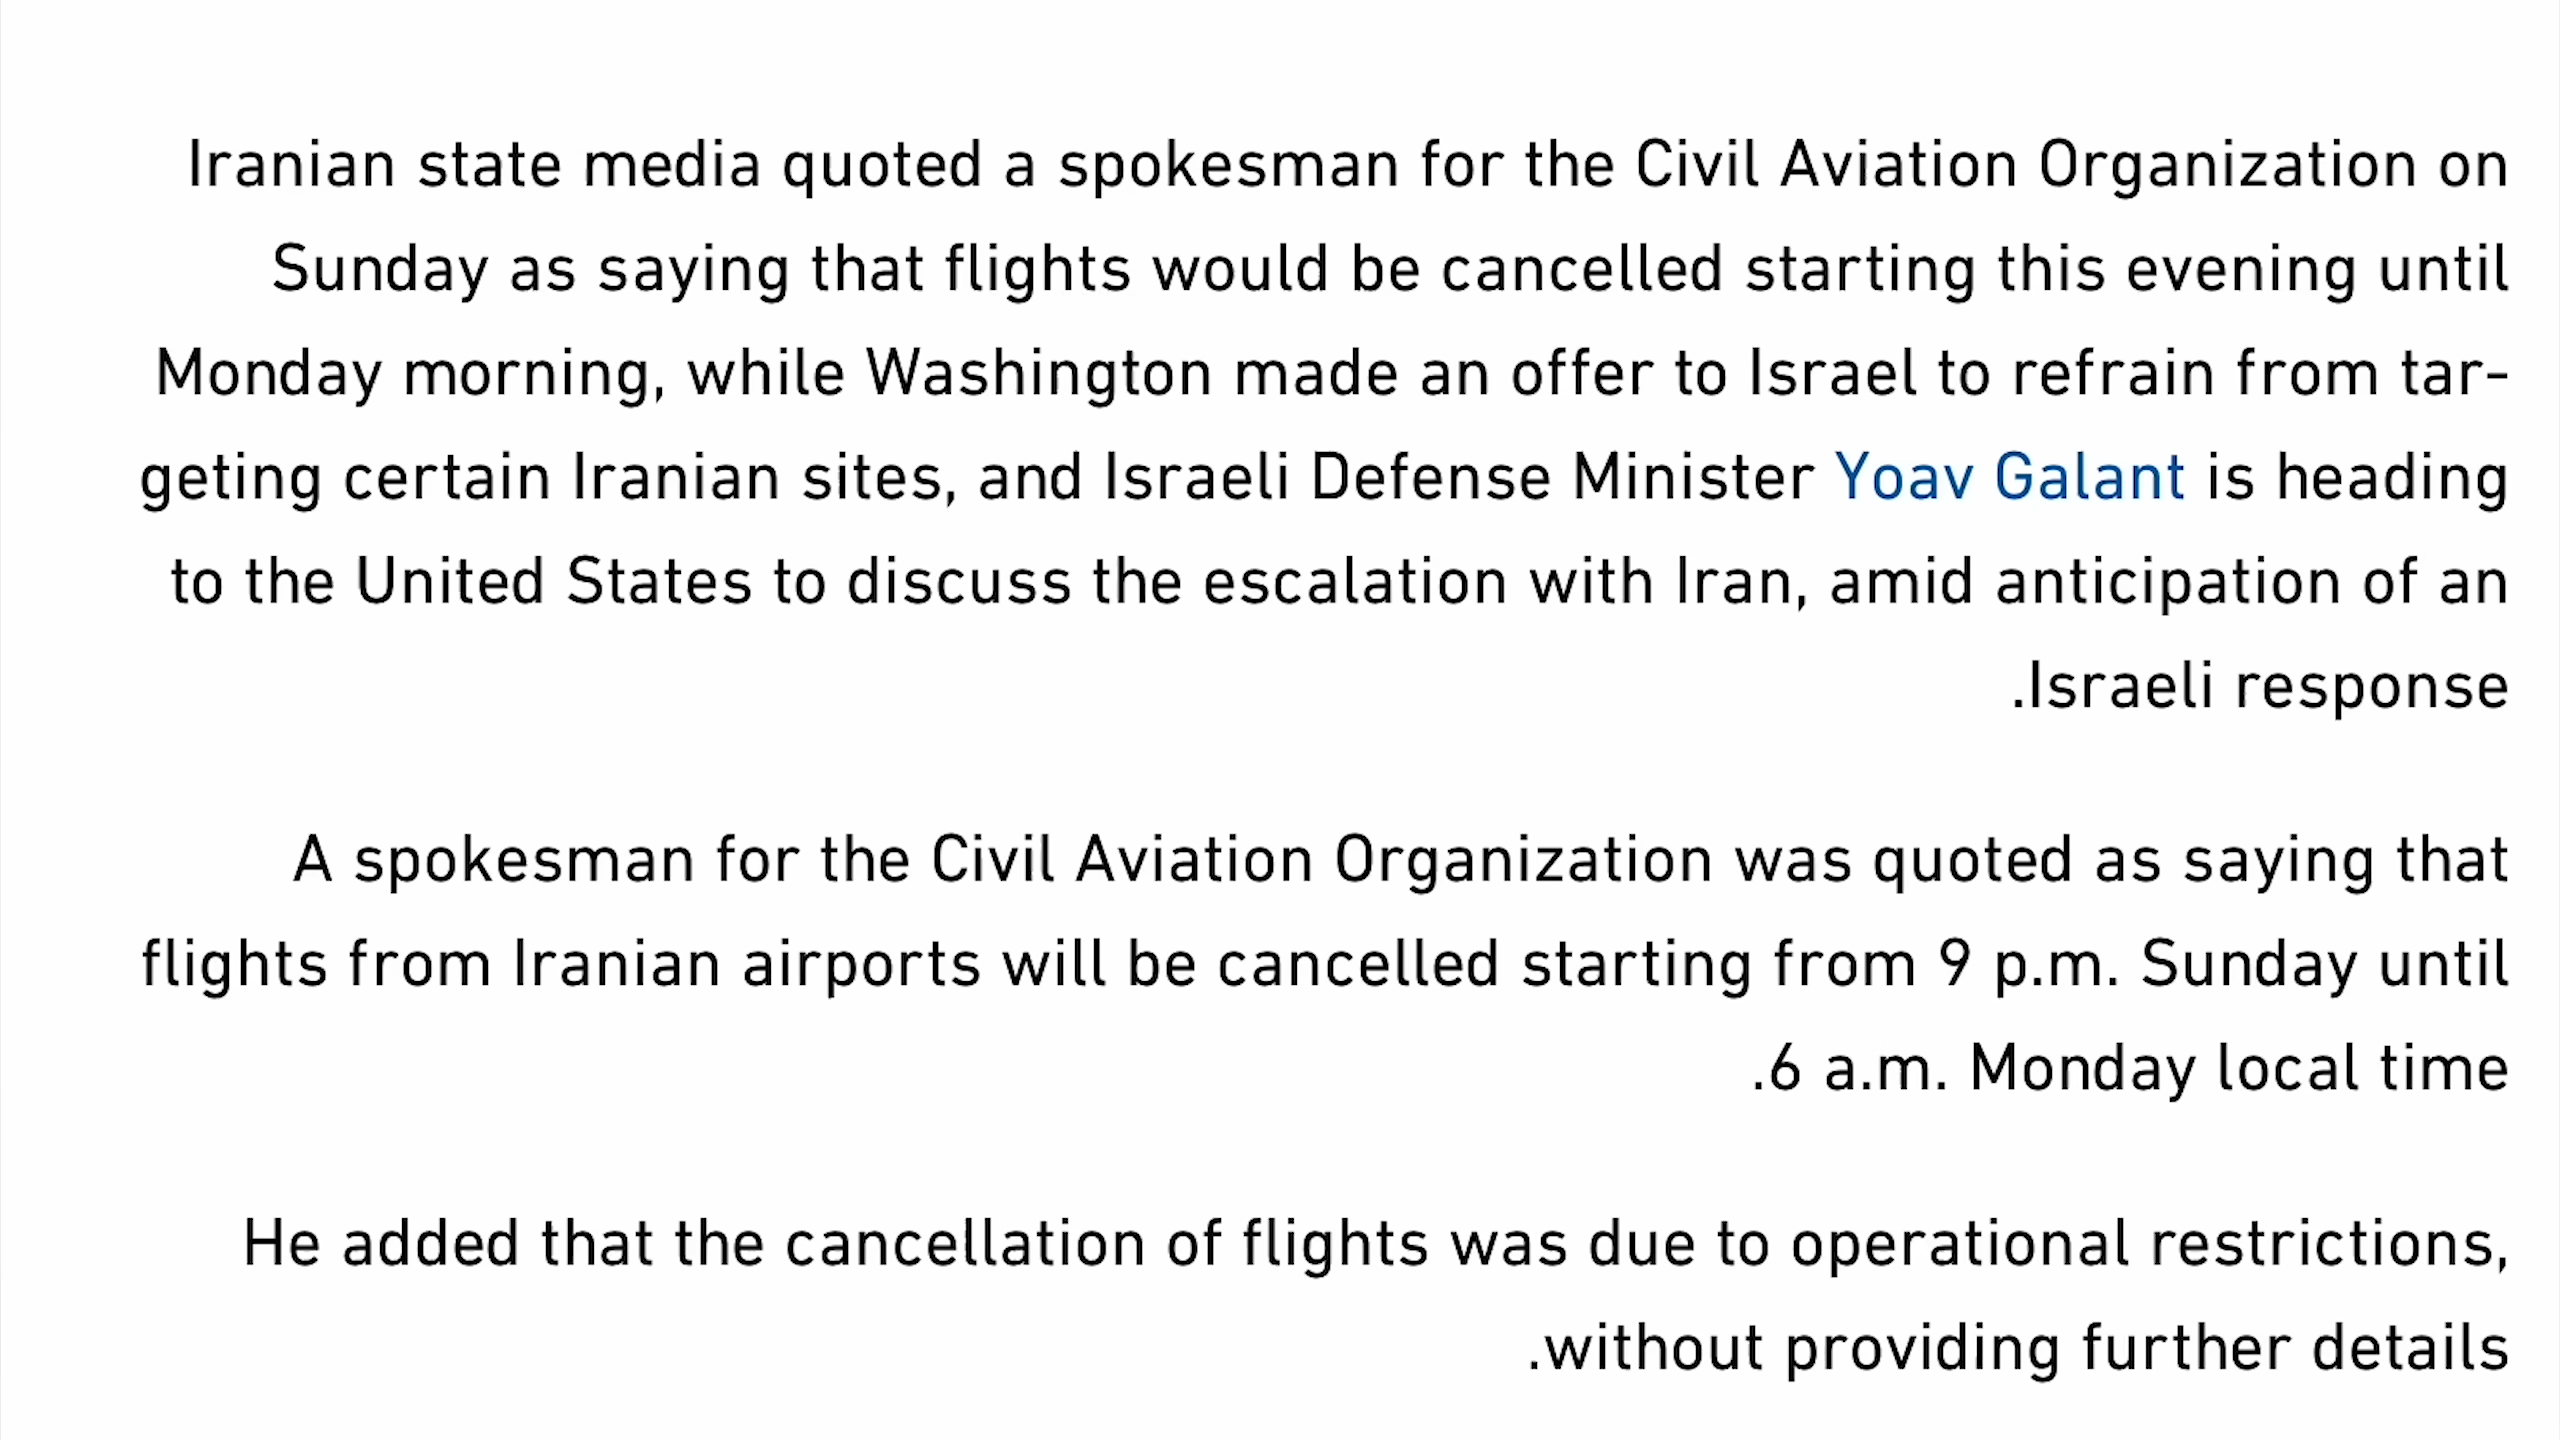 Iranian state media quoted a spokesman for the Civil Aviation Organization on
Sunday as saying that flights would be cancelled starting this evening until
Monday morning, while Washington made an offer to Israel to refrain from tar-
geting certain Iranian sites, and Israeli Defense Minister Yoav Galant is heading
to the United States to discuss the escalation with Iran, amid anticipation of an
.Israeli response
A spokesman for the Civil Aviation Organization was quoted as saying that
flights from Iranian airports will be cancelled starting from 9 p.m. Sunday until
.6 a.m. Monday local time
He added that the cancellation of flights was due to operational restrictions,
.without providing further details